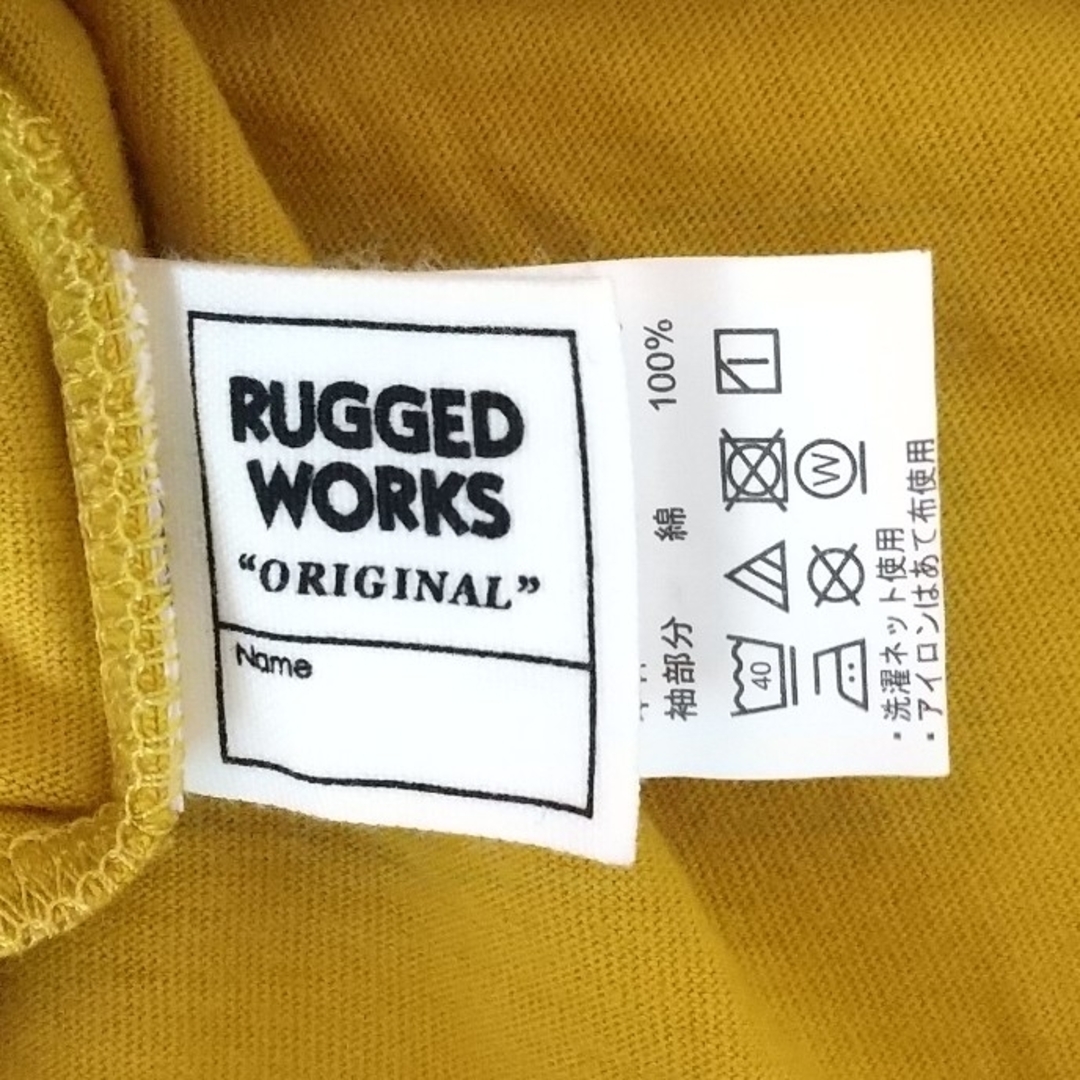 RUGGED
WORKS
“ORIGINAL”
Name
袖部分 綿 100%
40
W
・洗濯ネット使用
・アイロンはあて布使用